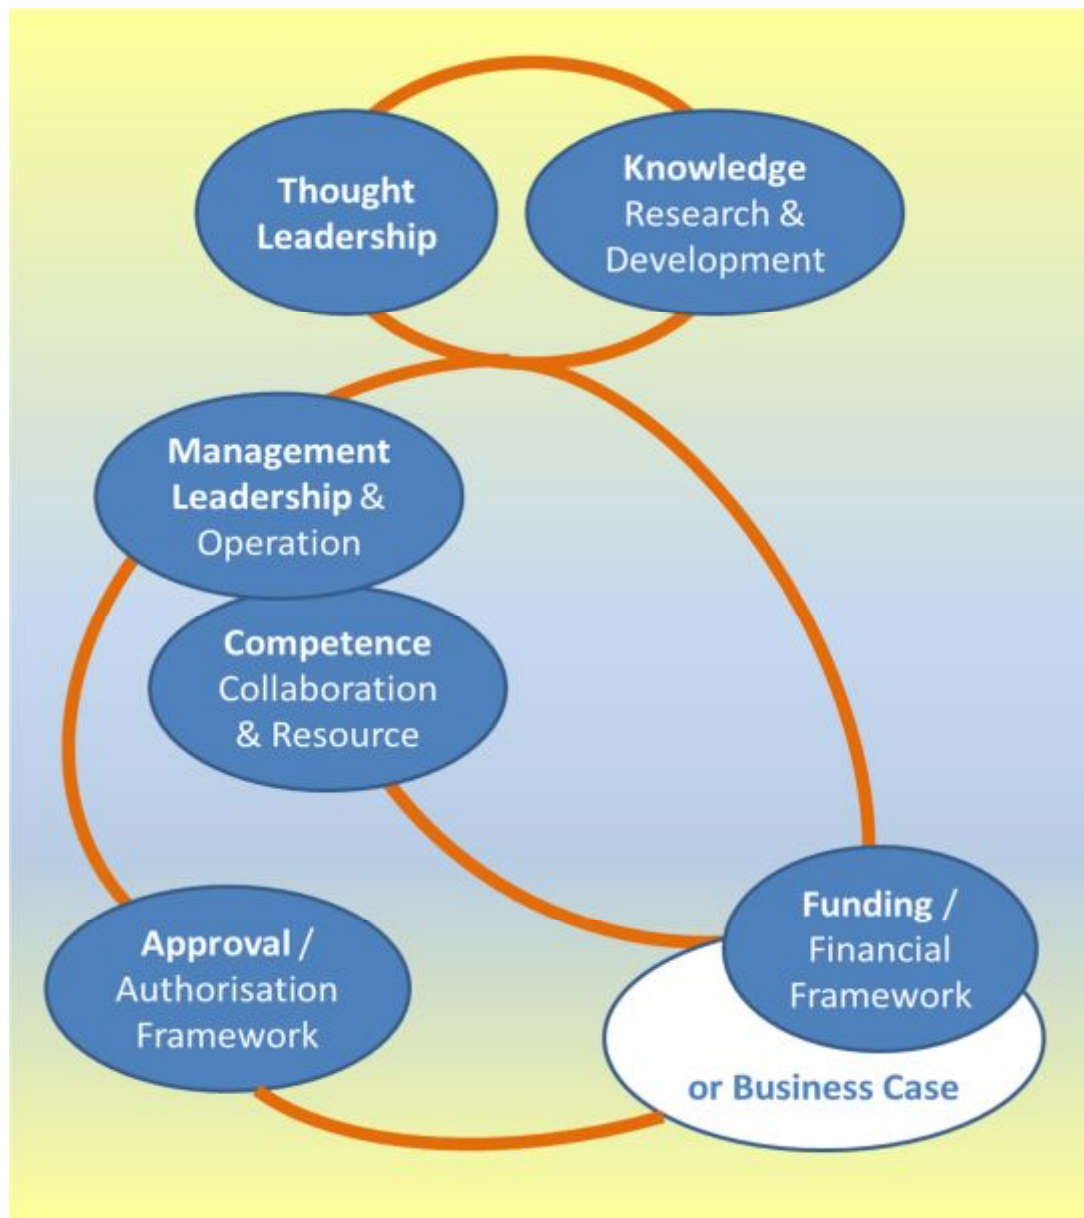 Thought
Leadership
Knowledge
Research &
Development
Management
Leadership &
Operation
Competence
Collaboration
& Resource
Approval /
Authorisation
Framework
Funding /
Financial
Framework
or Business Case